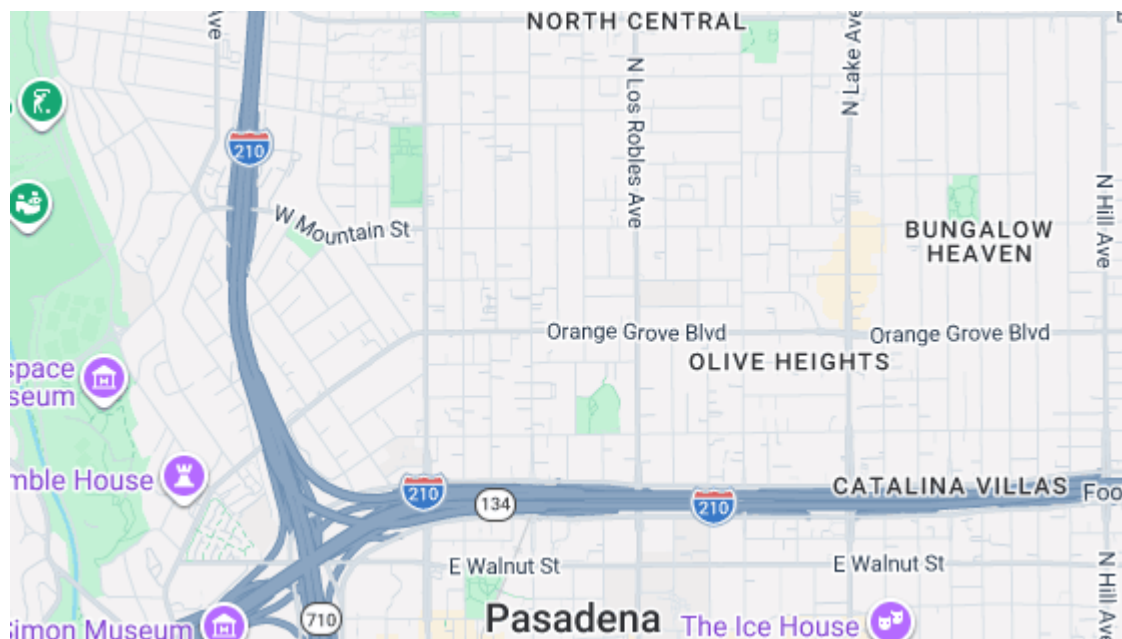 Ave
NORTH CENTRAL
N Lake Ave
N Los Robles Ave
210
W Mountain St
N Hill Ave
BUNGALOW
HEAVEN
Orange Grove Blvd
Orange Grove Blvd
OLIVE HEIGHTS
space
seum
mble House
210
134
210
CATALINA VILLAS
Foo
E Walnut St
E Walnut St
N Hill Ave
Pasadena
710
Simon Museum
The Ice House